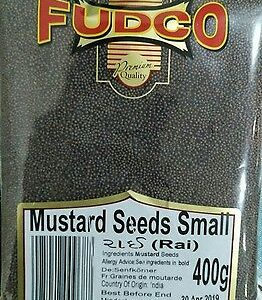 FUDCO
Premium
Quality
Mustard Seeds Small
રાઈ (Rai)
Ingredients Mustard Seeds
Allergy Advice See ingredients in bold
De:Senfkörner
Fr:Graines de moutarde
Country Of Origin: India
400g
Best Before End
20 Apr 2019